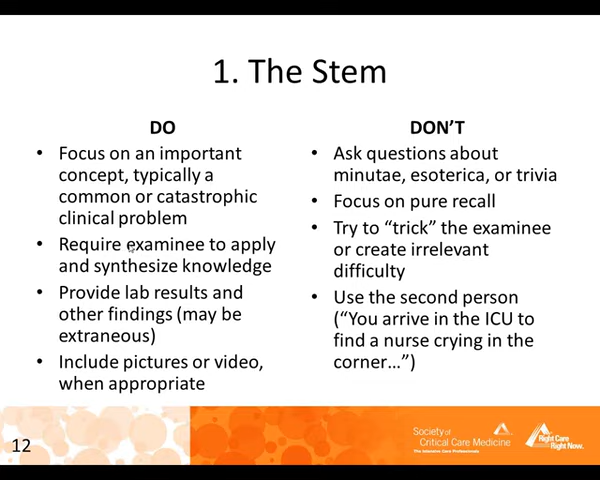 1. The Stem
DO
• Focus on an important
concept, typically a
common or catastrophic
clinical problem
• Require examinee to apply
and synthesize knowledge
• Provide lab results and
other findings (may be
extraneous)
• Include pictures or video,
when appropriate
DON'T
• Ask questions about
minutae, esoterica, or trivia
• Focus on pure recall
• Try to “trick” the examinee
or create irrelevant
difficulty
• Use the second person
(“You arrive in the ICU to
find a nurse crying in the
corner…”)
12
Society of
Critical Care Medicine
The Intensive Care Professionals
Right Care
Right Now.